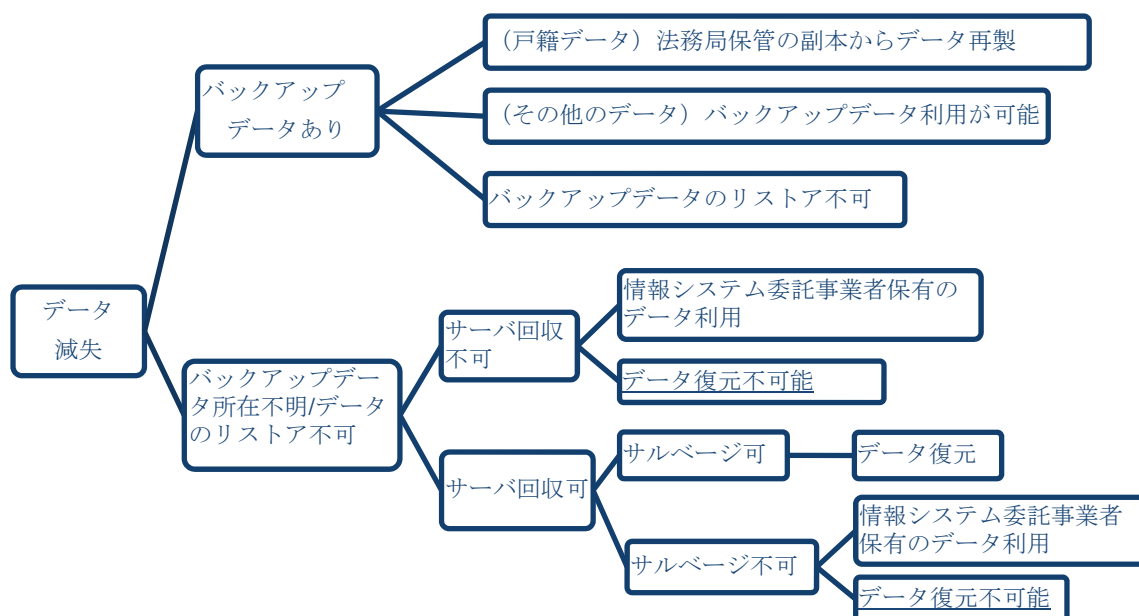 （戸籍データ）法務局保管の副本からデータ再製
バックアップ
データあり
（その他のデータ）バックアップデータ利用が可能
バックアップデータのリストア不可
データ
減失
バックアップデー
タ所在不明/データ
のリストア不可
サーバ回収
不可
情報システム委託事業者保有の
データ利用
データ復元不可能
サーバ回収可
サルベージ可
データ復元
サルベージ不可
情報システム委託事業者
保有のデータ利用
データ復元不可能